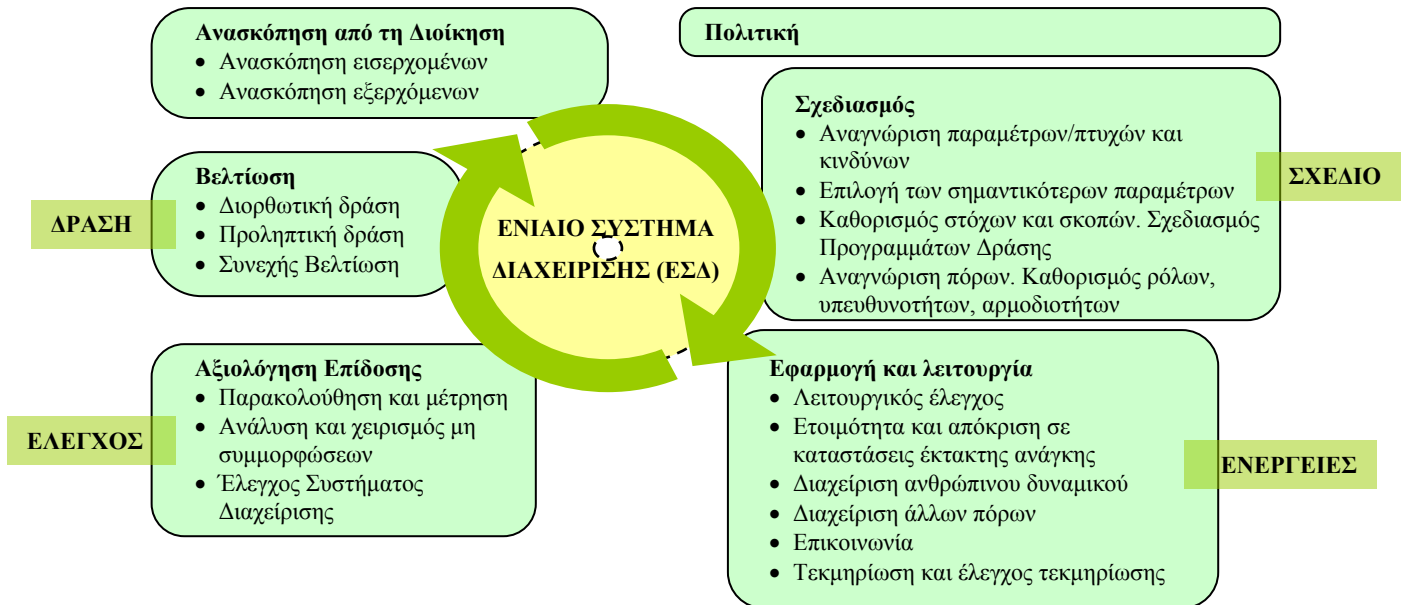 Ανασκόπηση από τη Διοίκηση
• Ανασκόπηση εισερχομένων
• Ανασκόπηση εξερχόμενων
Πολιτική
Σχεδιασμός
• Αναγνώριση παραμέτρων/πτυχών και
κινδύνων
• Επιλογή των σημαντικότερων παραμέτρων
• Καθορισμός στόχων και σκοπών. Σχεδιασμός
Προγραμμάτων Δράσης
• Αναγνώριση πόρων. Καθορισμός ρόλων,
υπευθυνοτήτων, αρμοδιοτήτων
ΣΧΕΔΙΟ
Βελτίωση
• Διορθωτική δράση
• Προληπτική δράση
• Συνεχής Βελτίωση
ΔΡΑΣΗ
ΕΝΙΑΙΟ ΣΥΣΤΗΜΑ
ΔΙΑΧΕΙΡΙΣΗΣ (ΕΣΔ)
Αξιολόγηση Επίδοσης
• Παρακολούθηση και μέτρηση
• Ανάλυση και χειρισμός μη
συμμορφώσεων
• Έλεγχος Συστήματος
Διαχείρισης
ΕΛΕΓΧΟΣ
Εφαρμογή και λειτουργία
• Λειτουργικός έλεγχος
• Ετοιμότητα και απόκριση σε
καταστάσεις έκτακτης ανάγκης
• Διαχείριση ανθρώπινου δυναμικού
• Διαχείριση άλλων πόρων
• Επικοινωνία
• Τεκμηρίωση και έλεγχος τεκμηρίωσης
ΕΝΕΡΓΕΙΕΣ